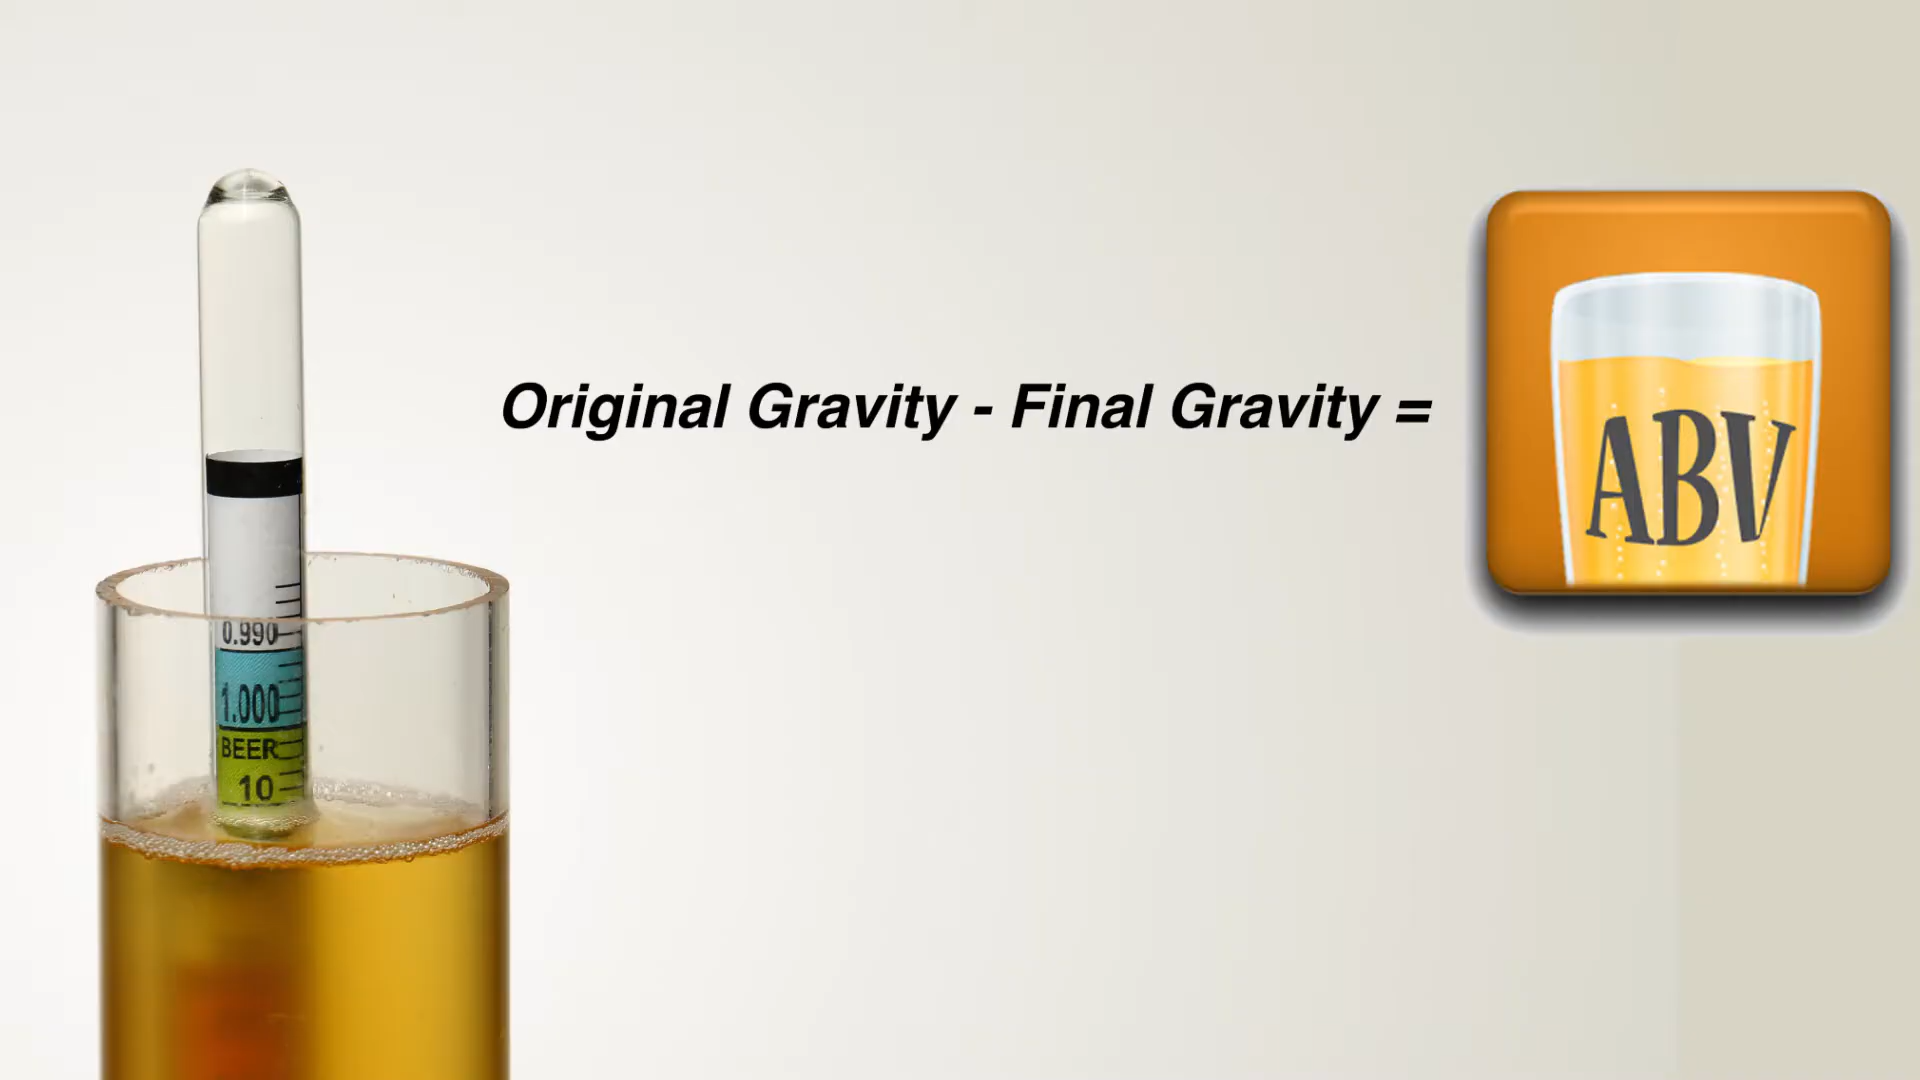 Original Gravity - Final Gravity =
ABV
0.990
1.000
BEER
10